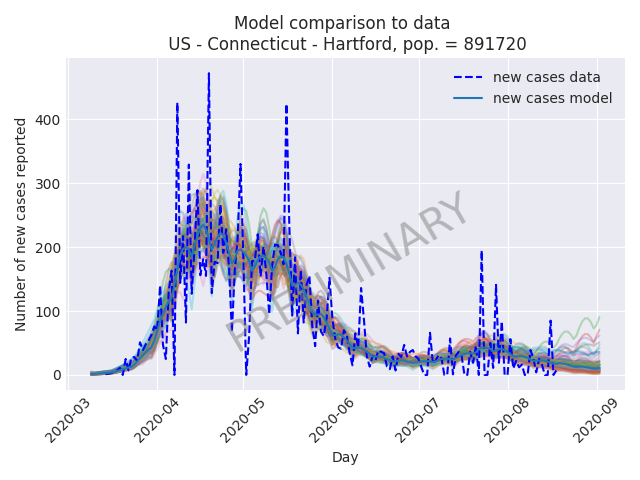 Model comparison to data
US - Connecticut - Hartford, pop. = 891720
Number of new cases reported
400
300
200
100
0
new cases data
new cases model
PRELIMINARY
2020-03
2020-04
2020-05
2020-06
2020-07
2020-08
2020-09
Day